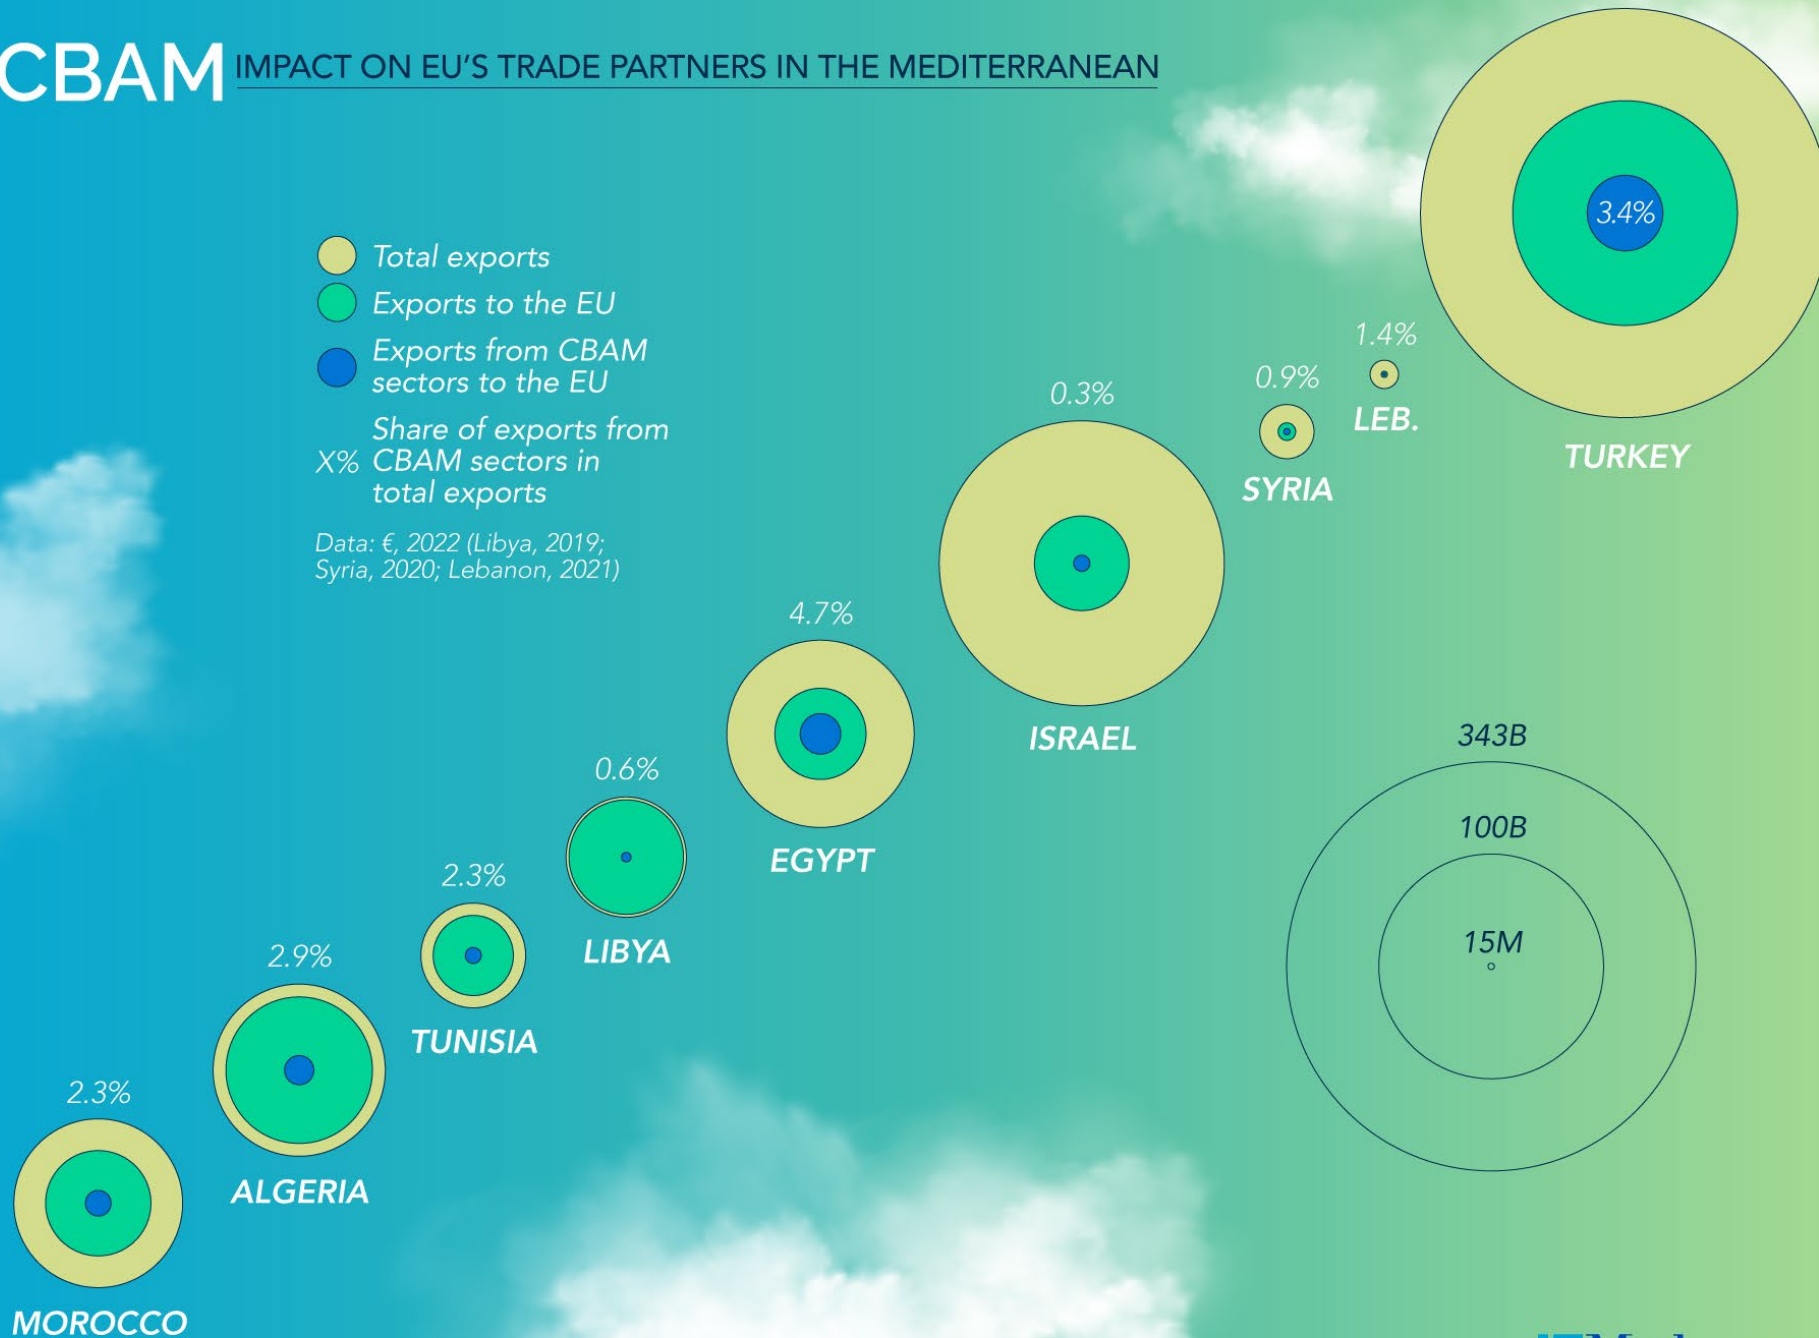 CBAM IMPACT ON EU'S TRADE PARTNERS IN THE MEDITERRANEAN
Total exports
Exports to the EU
Exports from CBAM
sectors to the EU
Share of exports from
X% CBAM sectors in
total exports
Data: €, 2022 (Libya, 2019;
Syria, 2020; Lebanon, 2021)
3.4%
TURKEY
1.4%
LEB.
0.9%
SYRIA
0.3%
ISRAEL
4.7%
EGYPT
0.6%
LIBYA
2.3%
TUNISIA
2.9%
ALGERIA
2.3%
MOROCCO
343B
100B
15M